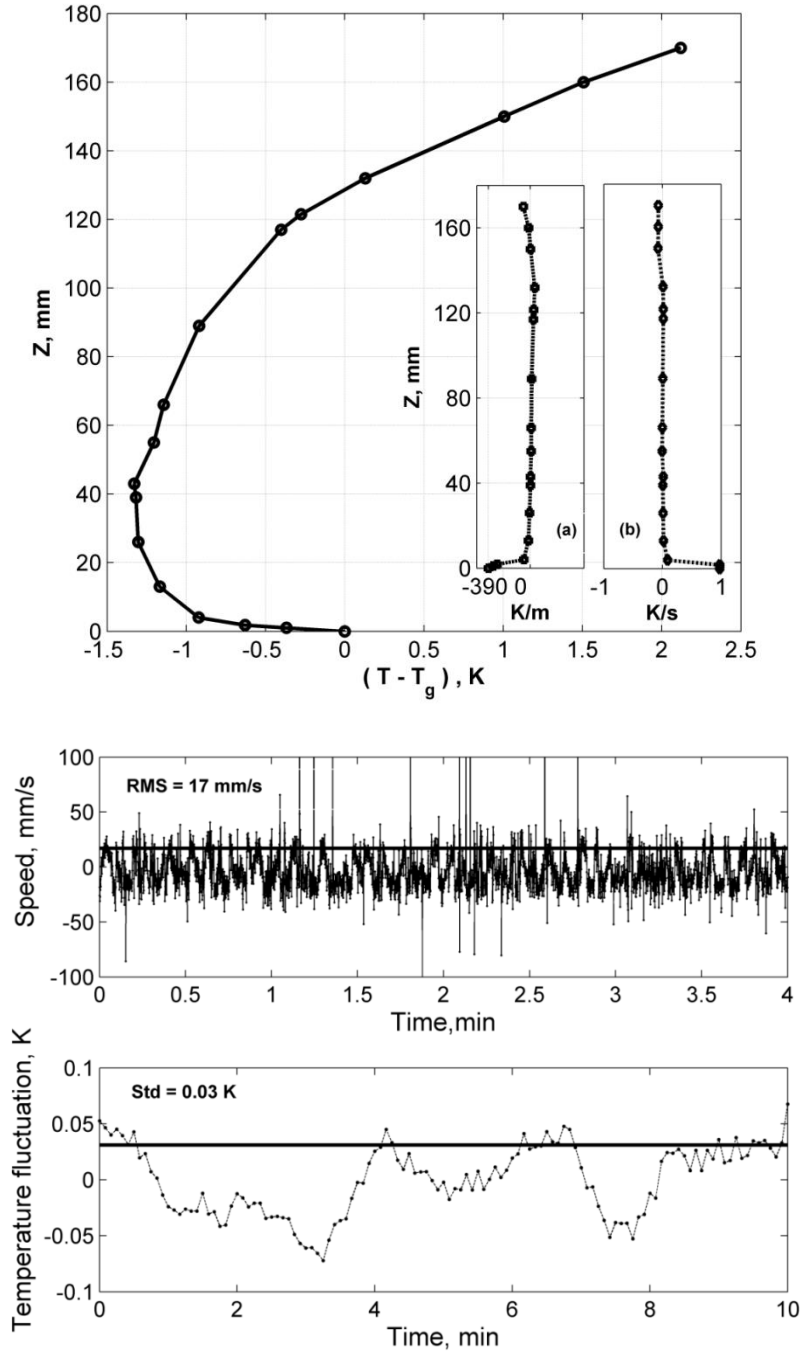 180
160
140
120
100
80
60
40
20
0
Z, mm
-1.5 -1 -0.5 0 0.5 1 1.5 2 2.5
( T - Tg ) , K
160
120
80
40
0
Z, mm
(a) (b)
-390 0 -1 0 1
K/m K/s
100
50
0
-50
-100
Speed, mm/s
RMS = 17 mm/s
0 0.5 1 1.5 2 2.5 3 3.5 4
Time,min
0.1
0.05
0
-0.05
-0.1
Temperature fluctuation, K
Std = 0.03 K
0 2 4 6 8 10
Time, min